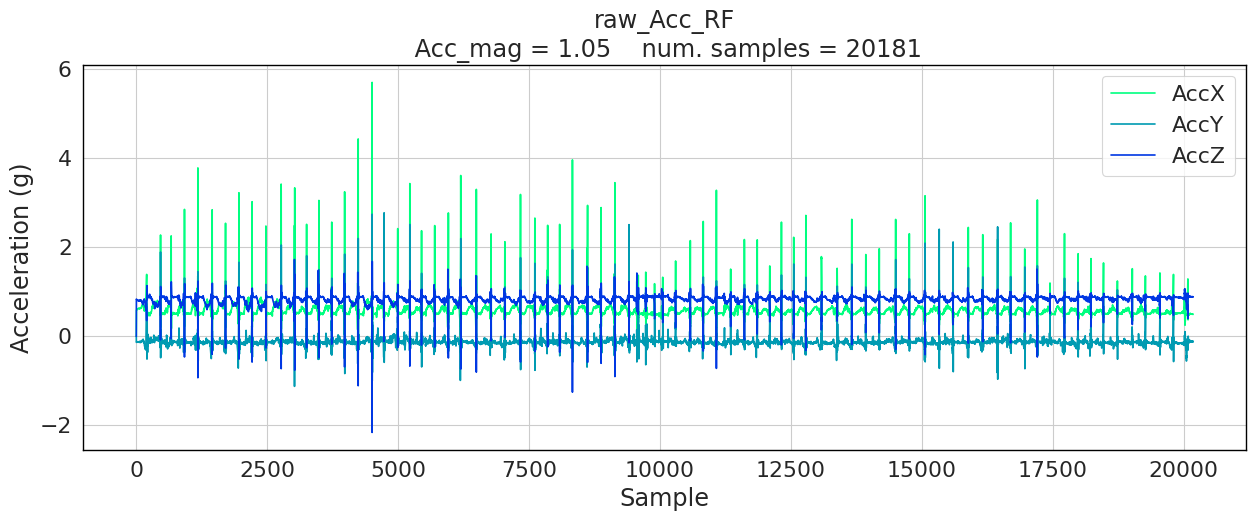 raw_Acc_RF
Acc_mag = 1.05    num. samples = 20181
Acceleration (g)
6
4
2
0
−2
AccX
AccY
AccZ
0 2500 5000 7500 10000 12500 15000 17500 20000
Sample